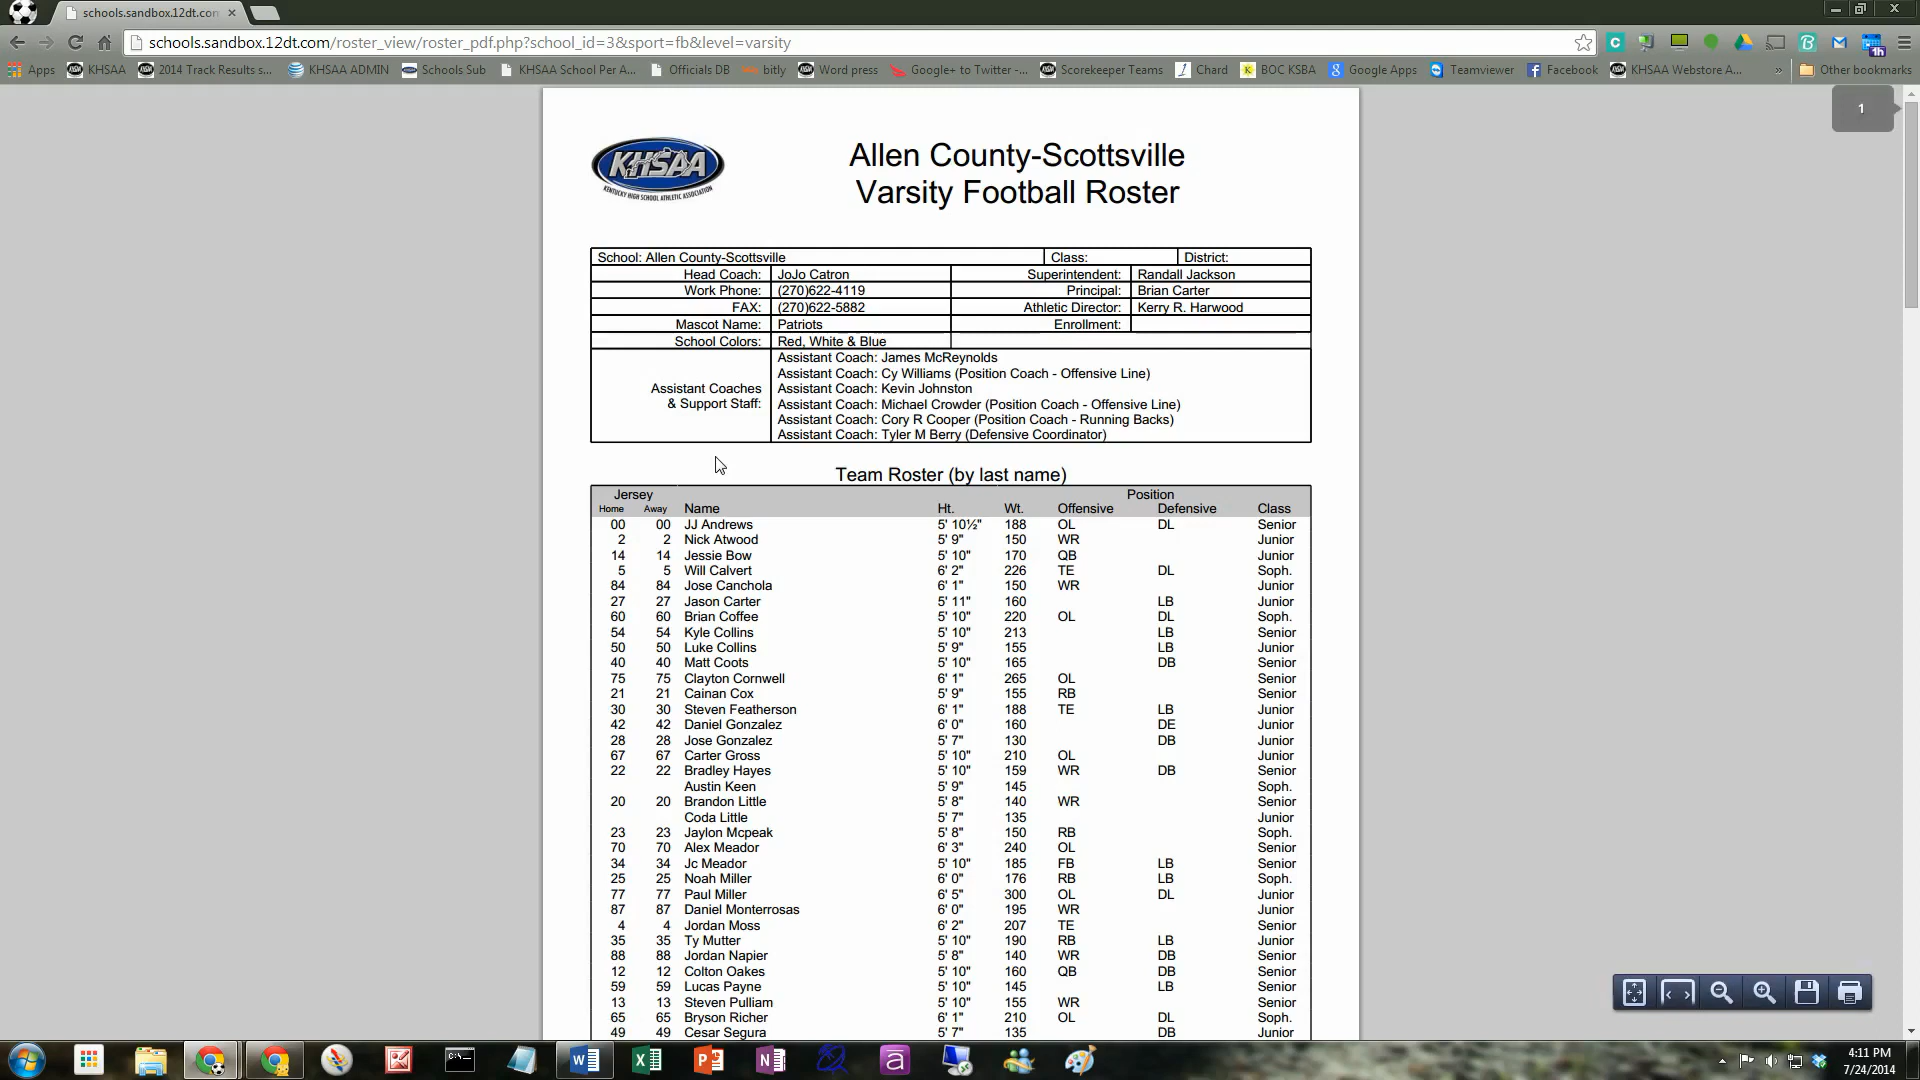 schools.sandbox.12dt.com
schools.sandbox.12dt.com/roster_view/roster_pdf.php?school_id=3&sport=fb&level=varsity
Apps KHSAA 2014 Track Results s... KHSAA ADMIN Schools Sub KHSAA School Per A... Officials DB bitly Word press Google+ to Twitter -... Scorekeeper Teams Chard BOC KSBA Google Apps Teamviewer Facebook KHSAA Webstore A... » Other bookmarks
1
KHSAA
KENTUCKY HIGH SCHOOL ATHLETIC ASSOCIATION
Allen County-Scottsville
Varsity Football Roster
School: Allen County-Scottsville Class: District:
Head Coach: JoJo Catron Superintendent: Randall Jackson
Work Phone: (270)622-4119 Principal: Brian Carter
FAX: (270)622-5882 Athletic Director: Kerry R. Harwood
Mascot Name: Patriots Enrollment:
School Colors: Red, White & Blue
Assistant Coaches
& Support Staff:
Assistant Coach: James McReynolds
Assistant Coach: Cy Williams (Position Coach - Offensive Line)
Assistant Coach: Kevin Johnston
Assistant Coach: Michael Crowder (Position Coach - Offensive Line)
Assistant Coach: Cory R Cooper (Position Coach - Running Backs)
Assistant Coach: Tyler M Berry (Defensive Coordinator)
Team Roster (by last name)
Jersey Position
Home Away Name Ht. Wt. Offensive Defensive Class
00 00 JJ Andrews 5' 10½" 188 OL DL Senior
2 2 Nick Atwood 5' 9" 150 WR Junior
14 14 Jessie Bow 5' 10" 170 QB Junior
5 5 Will Calvert 6' 2" 226 TE DL Soph.
84 84 Jose Canchola 6' 1" 150 WR Junior
27 27 Jason Carter 5' 11" 160 LB Junior
60 60 Brian Coffee 5' 10" 220 OL DL Soph.
54 54 Kyle Collins 5' 10" 213 LB Senior
50 50 Luke Collins 5' 9" 155 LB Junior
40 40 Matt Coots 5' 10" 165 DB Senior
75 75 Clayton Cornwell 6' 1" 265 OL Senior
21 21 Cainan Cox 5' 9" 155 RB Senior
30 30 Steven Featherson 6' 1" 188 TE LB Junior
42 42 Daniel Gonzalez 6' 0" 160 DE Junior
28 28 Jose Gonzalez 5' 7" 130 DB Junior
67 67 Carter Gross 5' 10" 210 OL Junior
22 22 Bradley Hayes 5' 10" 159 WR DB Senior
Austin Keen 5' 9" 145 Soph.
20 20 Brandon Little 5' 8" 140 WR Senior
Coda Little 5' 7" 135 Junior
23 23 Jaylon Mcpeak 5' 8" 150 RB Soph.
70 70 Alex Meador 6' 3" 240 OL Senior
34 34 Jc Meador 5' 10" 185 FB LB Senior
25 25 Noah Miller 6' 0" 176 RB LB Soph.
77 77 Paul Miller 6' 5" 300 OL DL Junior
87 87 Daniel Monterrosas 6' 0" 195 WR Junior
4 4 Jordan Moss 6' 2" 207 TE Senior
35 35 Ty Mutter 5' 10" 190 RB LB Junior
88 88 Jordan Napier 5' 8" 140 WR DB Senior
12 12 Colton Oakes 5' 10" 160 QB DB Senior
59 59 Lucas Payne 5' 10" 145 LB Senior
13 13 Steven Pulliam 5' 10" 155 WR Senior
65 65 Bryson Richer 6' 1" 210 OL DL Soph.
49 49 Cesar Segura 5' 7" 135 DB Junior
4:11 PM
7/24/2014